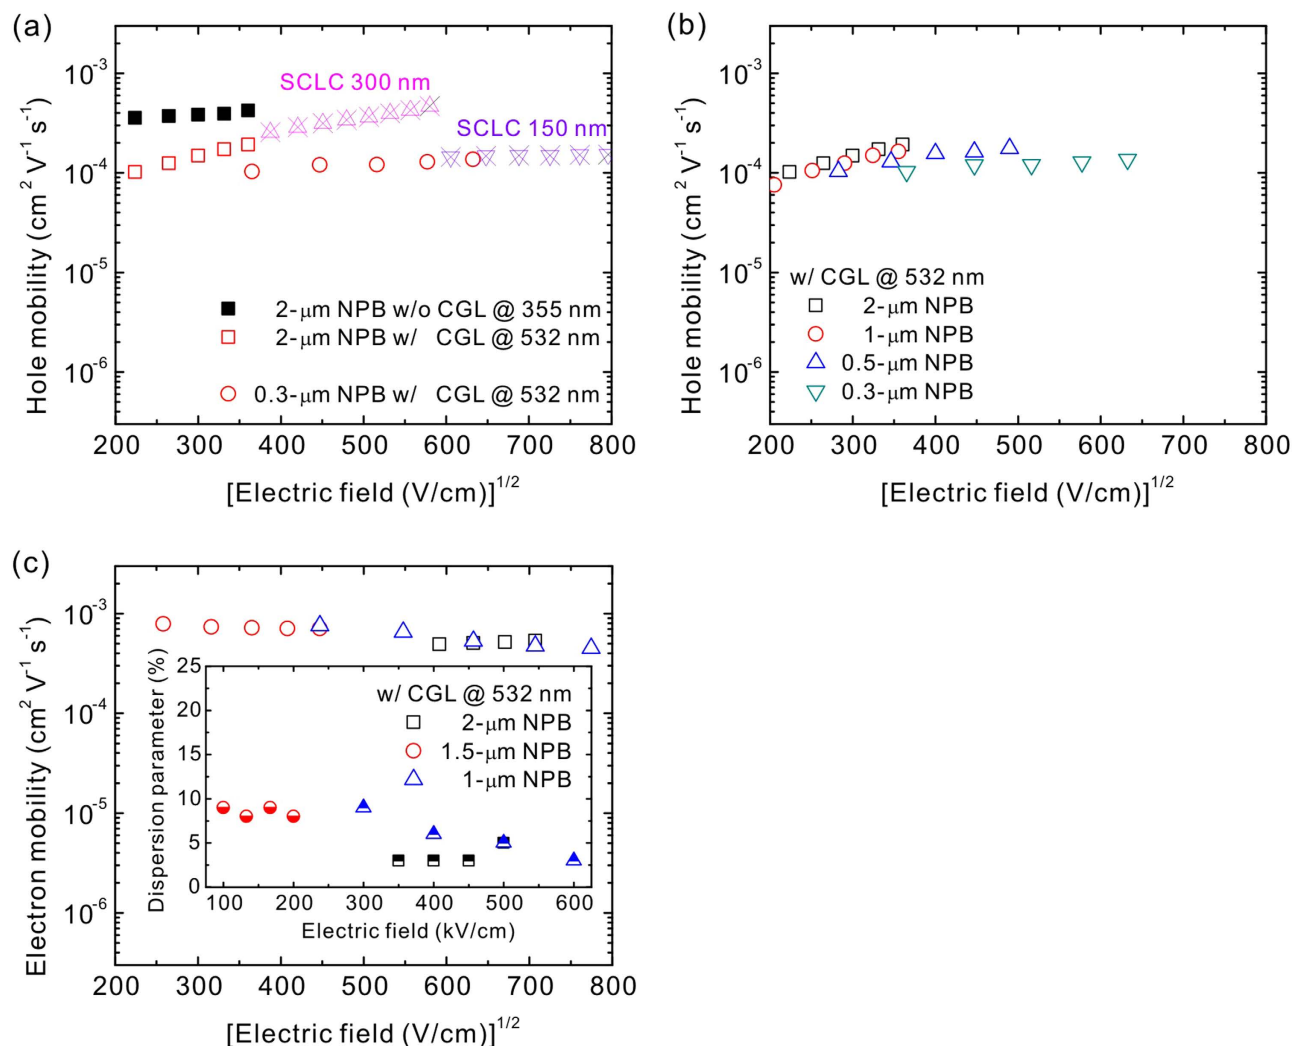 (a)
10⁻³
10⁻⁴
10⁻⁵
10⁻⁶
Hole mobility (cm² V⁻¹ s⁻¹)
SCLC 300 nm
SCLC 150 nm
2-μm NPB w/o CGL @ 355 nm
2-μm NPB w/ CGL @ 532 nm
0.3-μm NPB w/ CGL @ 532 nm
200 300 400 500 600 700 800
[Electric field (V/cm)]^1/2
(b)
10⁻³
10⁻⁴
10⁻⁵
10⁻⁶
Hole mobility (cm² V⁻¹ s⁻¹)
w/ CGL @ 532 nm
2-μm NPB
1-μm NPB
0.5-μm NPB
0.3-μm NPB
200 300 400 500 600 700 800
[Electric field (V/cm)]^1/2
(c)
10⁻³
10⁻⁴
10⁻⁵
10⁻⁶
Electron mobility (cm² V⁻¹ s⁻¹)
25
20
15
10
5
0
Dispersion parameter (%)
w/ CGL @ 532 nm
2-μm NPB
1.5-μm NPB
1-μm NPB
100 200 300 400 500 600
Electric field (kV/cm)
200 300 400 500 600 700 800
[Electric field (V/cm)]^1/2